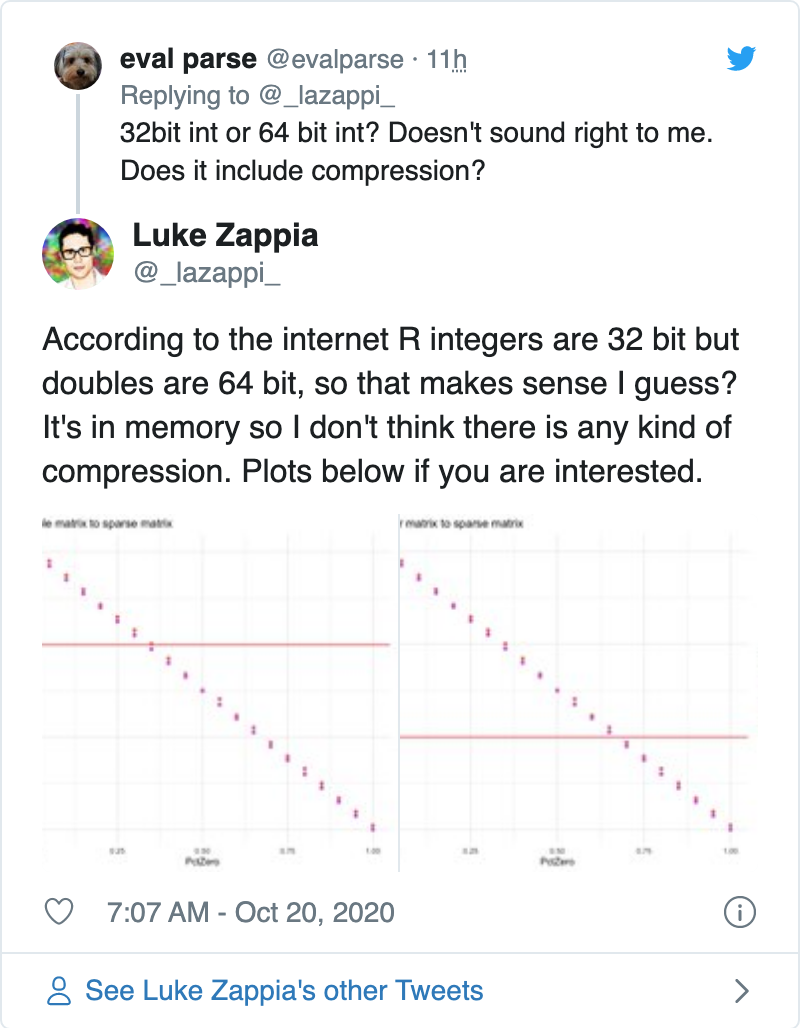 eval parse @evalparse · 11h
Replying to @_lazappi_
32bit int or 64 bit int? Doesn't sound right to me.
Does it include compression?
Luke Zappia
@_lazappi_
According to the internet R integers are 32 bit but
doubles are 64 bit, so that makes sense I guess?
It's in memory so I don't think there is any kind of
compression. Plots below if you are interested.
le matrix to sparse matrix
r matrix to sparse matrix
0.25 0.50 0.75 1.00
PctZero
0.25 0.50 0.75 1.00
PctZero
7:07 AM - Oct 20, 2020
See Luke Zappia's other Tweets